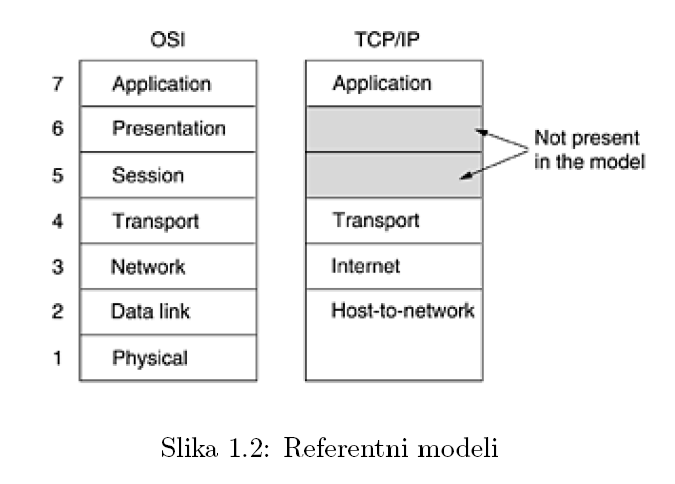 OSI TCP/IP
7 Application Application
6 Presentation
Not present
in the model
5 Session
4 Transport Transport
3 Network Internet
2 Data link Host-to-network
1 Physical
Slika 1.2: Referentni modeli